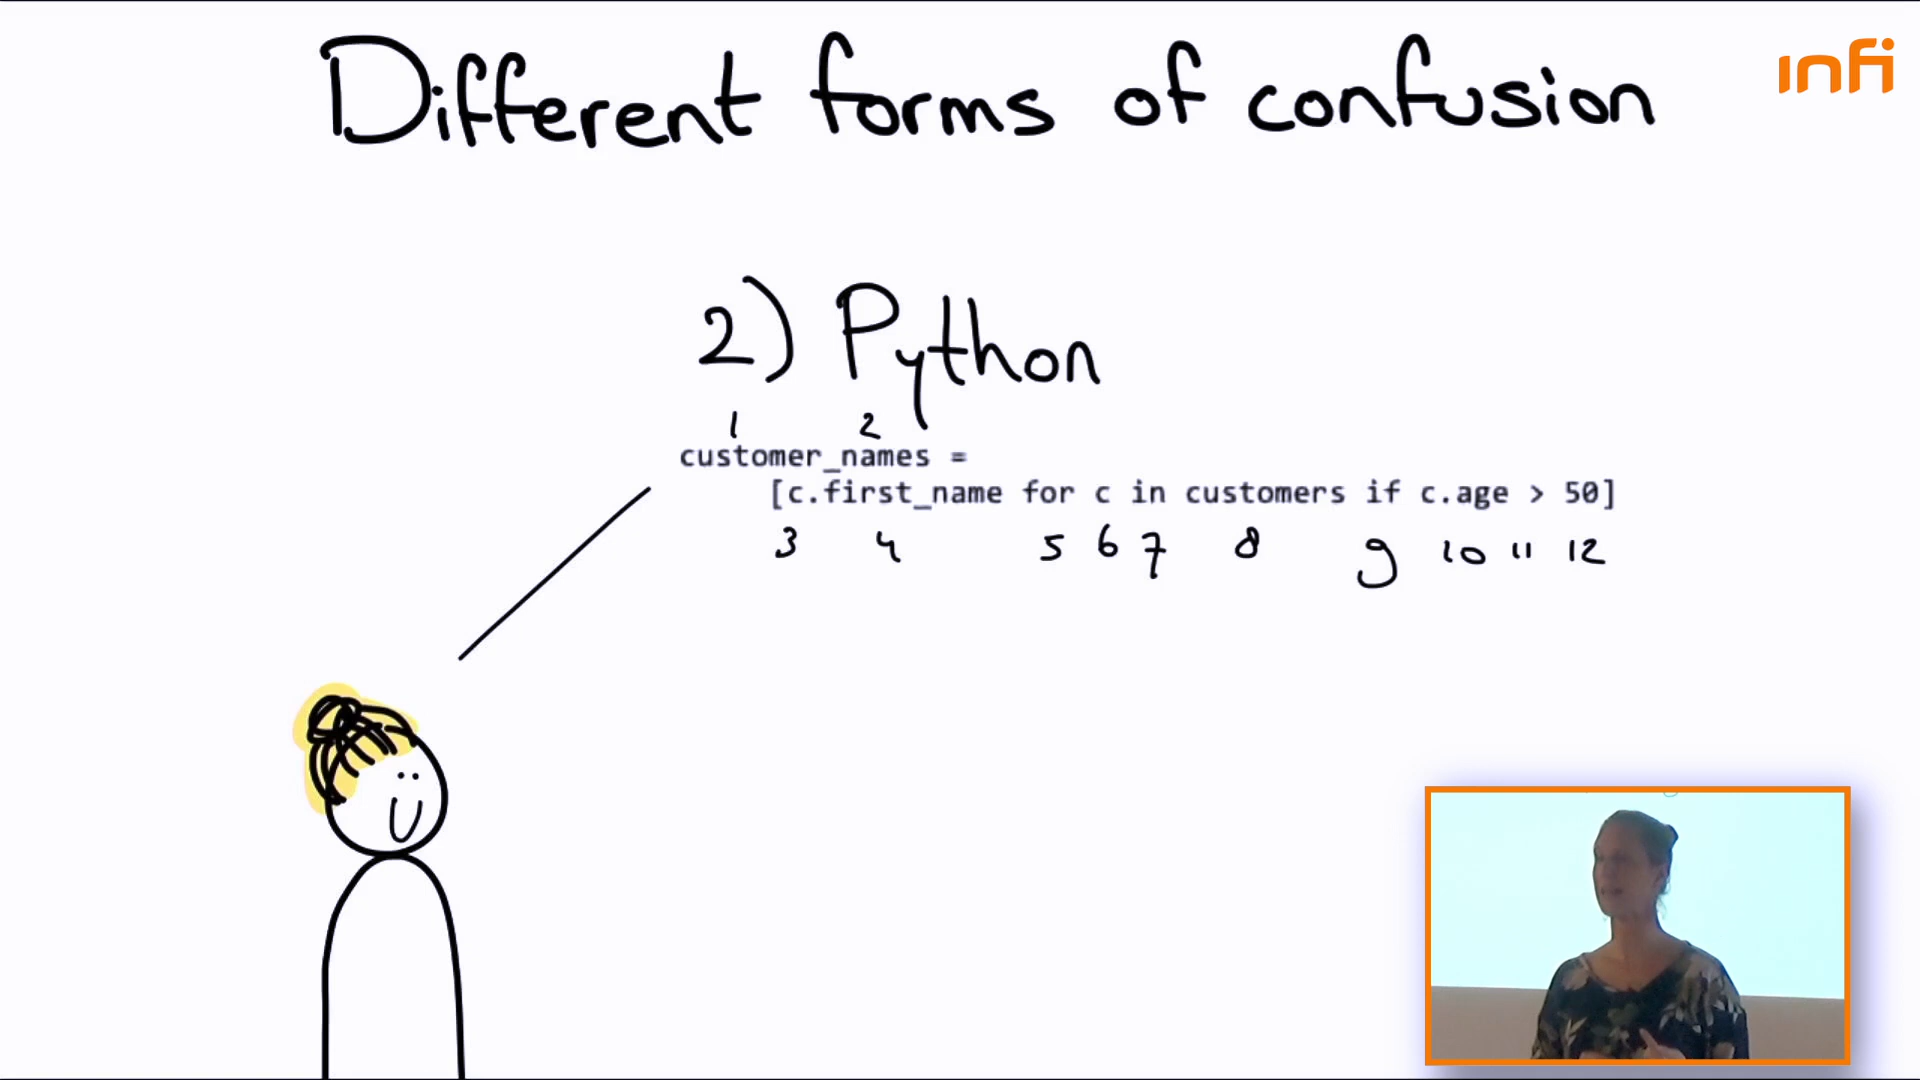 Different forms of confusion
infi
2) Python
1 2
customer_names =
[c.first_name for c in customers if c.age > 50]
3 4 5 6 7 8 9 10 11 12